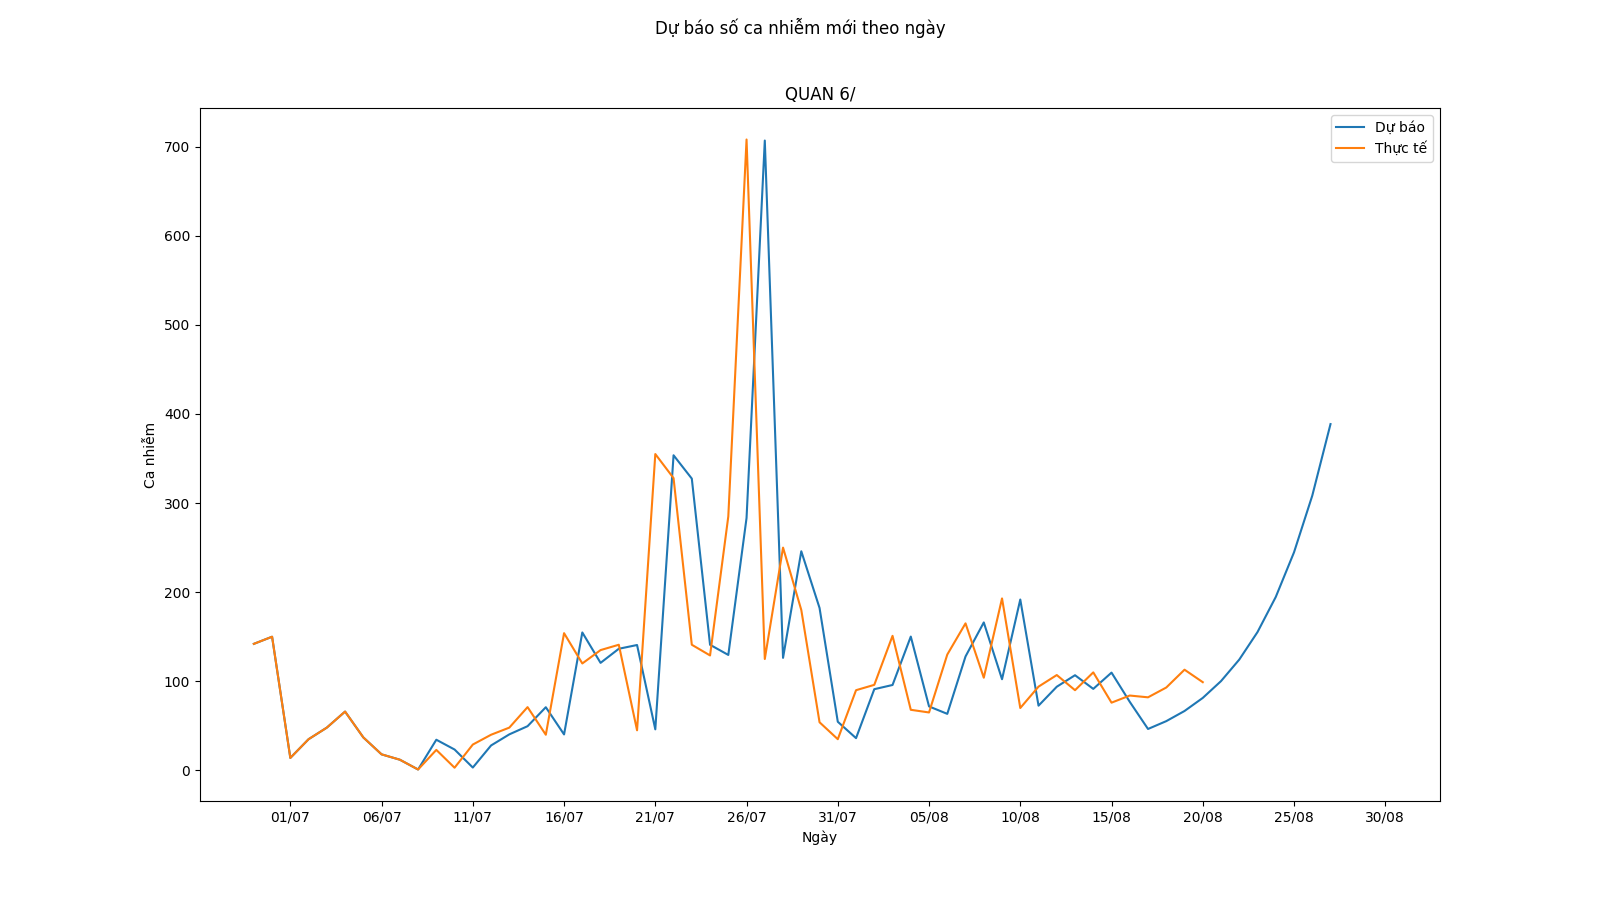 Dự báo số ca nhiễm mới theo ngày
QUAN 6/
Dự báo
Thực tế
700
600
500
400
300
200
100
0
Ca nhiễm
01/07 06/07 11/07 16/07 21/07 26/07 31/07 05/08 10/08 15/08 20/08 25/08 30/08
Ngày